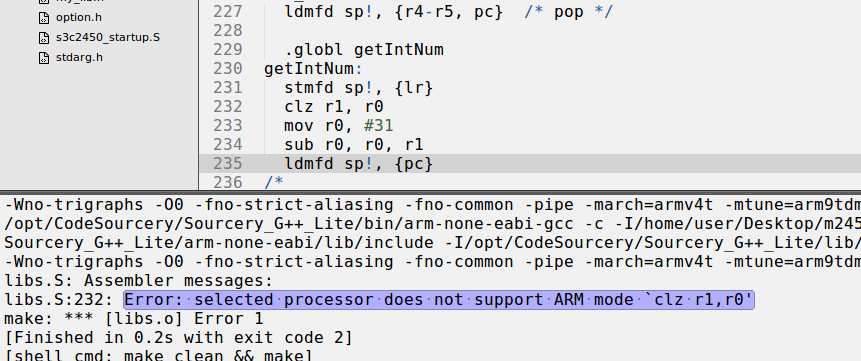 option.h
s3c2450_startup.S
stdarg.h
227 ldmfd sp!, {r4-r5, pc} /* pop */
228
229 .globl getIntNum
230 getIntNum:
231 stmfd sp!, {lr}
232 clz r1, r0
233 mov r0, #31
234 sub r0, r0, r1
235 ldmfd sp!, {pc}
236 /*
-Wno-trigraphs -O0 -fno-strict-aliasing -fno-common -pipe -march=armv4t -mtune=arm9tdm
/opt/CodeSourcery/Sourcery_G++_Lite/bin/arm-none-eabi-gcc -c -I/home/user/Desktop/m245
Sourcery_G++_Lite/arm-none-eabi/lib/include -I/opt/CodeSourcery/Sourcery_G++_Lite/lib/
-Wno-trigraphs -O0 -fno-strict-aliasing -fno-common -pipe -march=armv4t -mtune=arm9tdm
libs.S: Assembler messages:
libs.S:232: Error: selected processor does not support ARM mode `clz r1,r0'
make: *** [libs.o] Error 1
[Finished in 0.2s with exit code 2]
[shell_cmd: make clean && make]